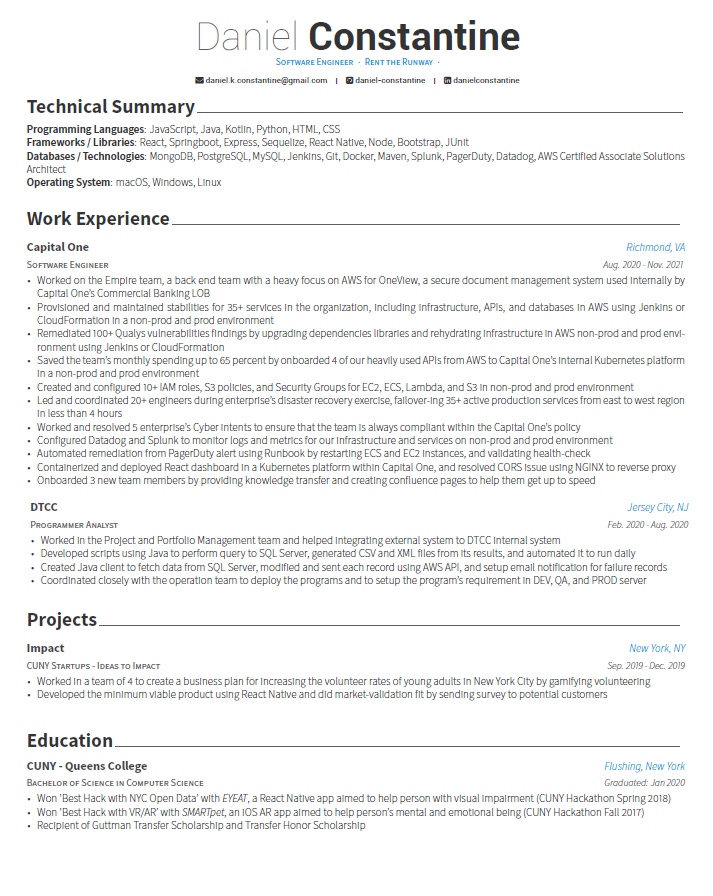 Daniel Constantine
Software Engineer · Rent the Runway ·
daniel.k.constantine@gmail.com | daniel-constantine | danielconstantine
Technical Summary
Programming Languages: JavaScript, Java, Kotlin, Python, HTML, CSS
Frameworks / Libraries: React, Springboot, Express, Sequelize, React Native, Node, Bootstrap, JUnit
Databases / Technologies: MongoDB, PostgreSQL, MySQL, Jenkins, Git, Docker, Maven, Splunk, PagerDuty, Datadog, AWS Certified Associate Solutions
Architect
Operating System: macOS, Windows, Linux
Work Experience
Capital One Richmond, VA
Software Engineer Aug. 2020 - Nov. 2021
• Worked on the Empire team, a back end team with a heavy focus on AWS for OneView, a secure document management system used internally by
Capital One's Commercial Banking LOB
• Provisioned and maintained stabilities for 35+ services in the organization, including infrastructure, APIs, and databases in AWS using Jenkins or
CloudFormation in a non-prod and prod environment
• Remediated 100+ Qualys vulnerabilities findings by upgrading dependencies libraries and rehydrating infrastructure in AWS non-prod and prod envi-
ronment using Jenkins or CloudFormation
• Saved the team's monthly spending up to 65 percent by onboarded 4 of our heavily used APIs from AWS to Capital One's internal Kubernetes platform
in a non-prod and prod environment
• Created and configured 10+ IAM roles, S3 policies, and Security Groups for EC2, ECS, Lambda, and S3 in non-prod and prod environment
• Led and coordinated 20+ engineers during enterprise's disaster recovery exercise, failover-ing 35+ active production services from east to west region
in less than 4 hours
• Worked and resolved 5 enterprise's Cyber intents to ensure that the team is always compliant within the Capital One's policy
• Configured Datadog and Splunk to monitor logs and metrics for our infrastructure and services on non-prod and prod environment
• Automated remediation from PagerDuty alert using Runbook by restarting ECS and EC2 instances, and validating health-check
• Containerized and deployed React dashboard in a Kubernetes platform within Capital One, and resolved CORS issue using NGINX to reverse proxy
• Onboarded 3 new team members by providing knowledge transfer and creating confluence pages to help them get up to speed
DTCC Jersey City, NJ
Programmer Analyst Feb. 2020 - Aug. 2020
• Worked in the Project and Portfolio Management team and helped integrating external system to DTCC internal system
• Developed scripts using Java to perform query to SQL Server, generated CSV and XML files from its results, and automated it to run daily
• Created Java client to fetch data from SQL Server, modified and sent each record using AWS API, and setup email notification for failure records
• Coordinated closely with the operation team to deploy the programs and to setup the program's requirement in DEV, QA, and PROD server
Projects
Impact New York, NY
CUNY Startups - Ideas to Impact Sep. 2019 - Dec. 2019
• Worked in a team of 4 to create a business plan for increasing the volunteer rates of young adults in New York City by gamifying volunteering
• Developed the minimum viable product using React Native and did market-validation fit by sending survey to potential customers
Education
CUNY - Queens College Flushing, New York
Bachelor of Science in Computer Science Graduated: Jan 2020
• Won 'Best Hack with NYC Open Data' with EYEAT, a React Native app aimed to help person with visual impairment (CUNY Hackathon Spring 2018)
• Won 'Best Hack with VR/AR' with SMARTpet, an iOS AR app aimed to help person's mental and emotional being (CUNY Hackathon Fall 2017)
• Recipient of Guttman Transfer Scholarship and Transfer Honor Scholarship